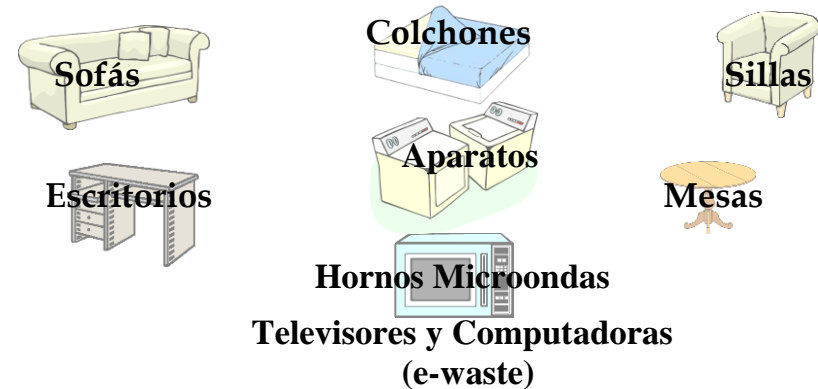 Colchones
Sofás
Sillas
Aparatos
Escritorios
Mesas
Hornos Microondas
Televisores y Computadoras
(e-waste)